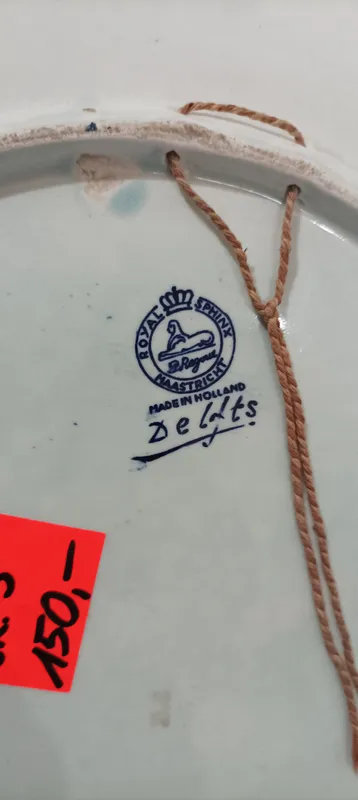 ROYAL SPHINX
P. Regout
MAASTRICHT
MADE IN HOLLAND
Delfts
150,-